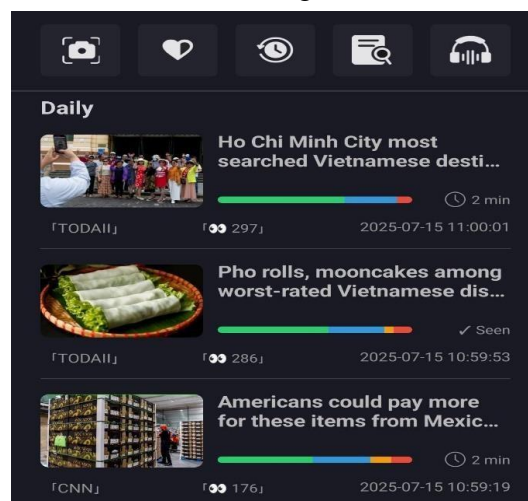 Daily
Ho Chi Minh City most
searched Vietnamese desti...
2 min
「TODAII」 「👀 297」 2025-07-15 11:00:01
Pho rolls, mooncakes among
worst-rated Vietnamese dis...
✓ Seen
「TODAII」 「👀 286」 2025-07-15 10:59:53
Americans could pay more
for these items from Mexic...
2 min
「CNN」 「👀 176」 2025-07-15 10:59:19